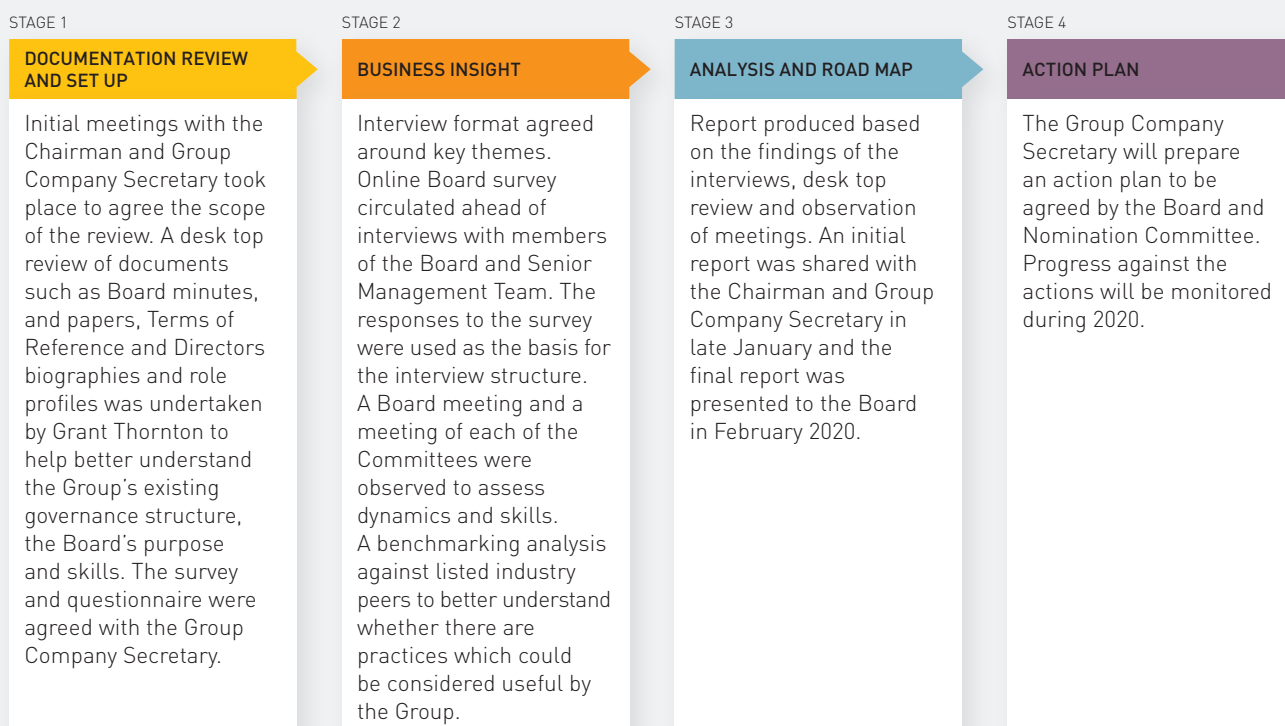 STAGE 1
DOCUMENTATION REVIEW
AND SET UP
Initial meetings with the
Chairman and Group
Company Secretary took
place to agree the scope
of the review. A desk top
review of documents
such as Board minutes,
and papers, Terms of
Reference and Directors
biographies and role
profiles was undertaken
by Grant Thornton to
help better understand
the Group's existing
governance structure,
the Board's purpose
and skills. The survey
and questionnaire were
agreed with the Group
Company Secretary.
STAGE 2
BUSINESS INSIGHT
Interview format agreed
around key themes.
Online Board survey
circulated ahead of
interviews with members
of the Board and Senior
Management Team. The
responses to the survey
were used as the basis for
the interview structure.
A Board meeting and a
meeting of each of the
Committees were
observed to assess
dynamics and skills.
A benchmarking analysis
against listed industry
peers to better understand
whether there are
practices which could
be considered useful by
the Group.
STAGE 3
ANALYSIS AND ROAD MAP
Report produced based
on the findings of the
interviews, desk top
review and observation
of meetings. An initial
report was shared with
the Chairman and Group
Company Secretary in
late January and the
final report was
presented to the Board
in February 2020.
STAGE 4
ACTION PLAN
The Group Company
Secretary will prepare
an action plan to be
agreed by the Board and
Nomination Committee.
Progress against the
actions will be monitored
during 2020.